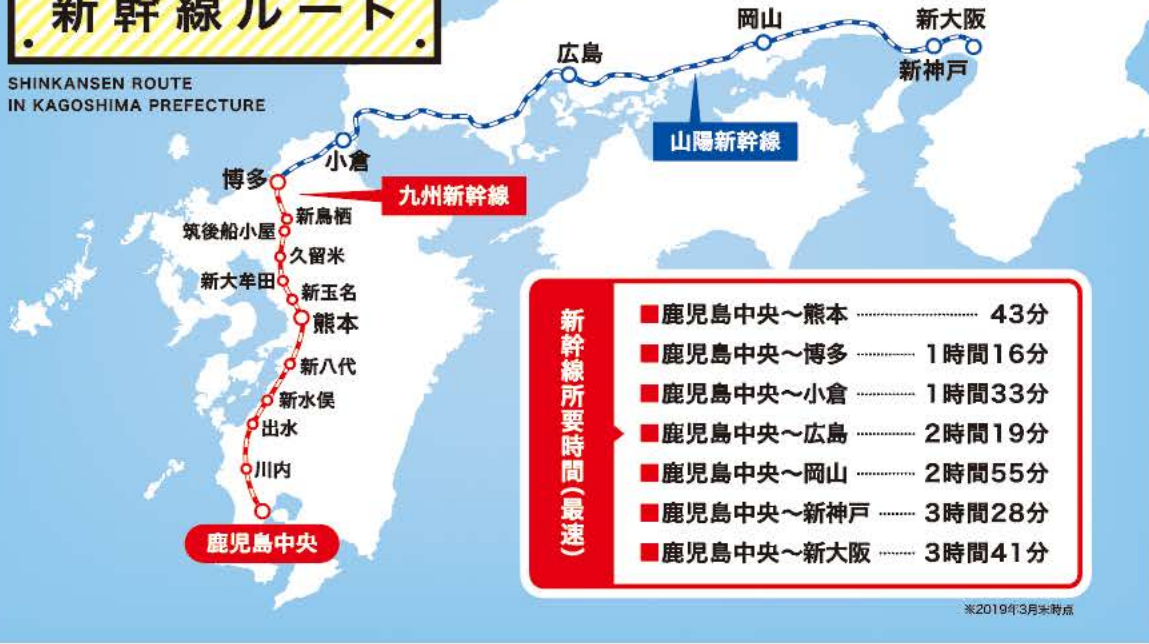 新幹線ルート
SHINKANSEN ROUTE
IN KAGOSHIMA PREFECTURE
岡山
新大阪
広島
新神戸
山陽新幹線
小倉
博多
九州新幹線
新鳥栖
筑後船小屋
久留米
新大牟田
新玉名
熊本
新八代
新水俣
出水
川内
鹿児島中央
新幹線所要時間(最速)
■鹿児島中央~熊本 ……………… 43分
■鹿児島中央~博多 ……… 1時間16分
■鹿児島中央~小倉 ……… 1時間33分
■鹿児島中央~広島 ……… 2時間19分
■鹿児島中央~岡山 ……… 2時間55分
■鹿児島中央~新神戸 …… 3時間28分
■鹿児島中央~新大阪 …… 3時間41分
※2019年3月末時点